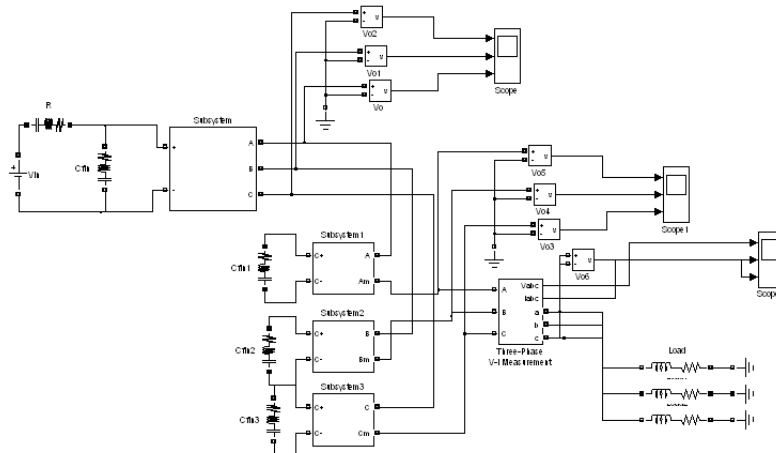 Vo2
Vo1
Vo
Scope
R
Subsystem
Vin
Cfin
A
B
C
+
-
Vo5
Vo4
Vo3
Scope1
Subsystem1
Cfin1
C+
C-
A
Am
Vo6
Scope
Subsystem2
Cfin2
C+
C-
B
Bm
A
B
C
Vabc
Iabc
a
b
c
Three-Phase
V-I Measurement
Subsystem3
Cfin3
C+
C-
C
Cm
Load